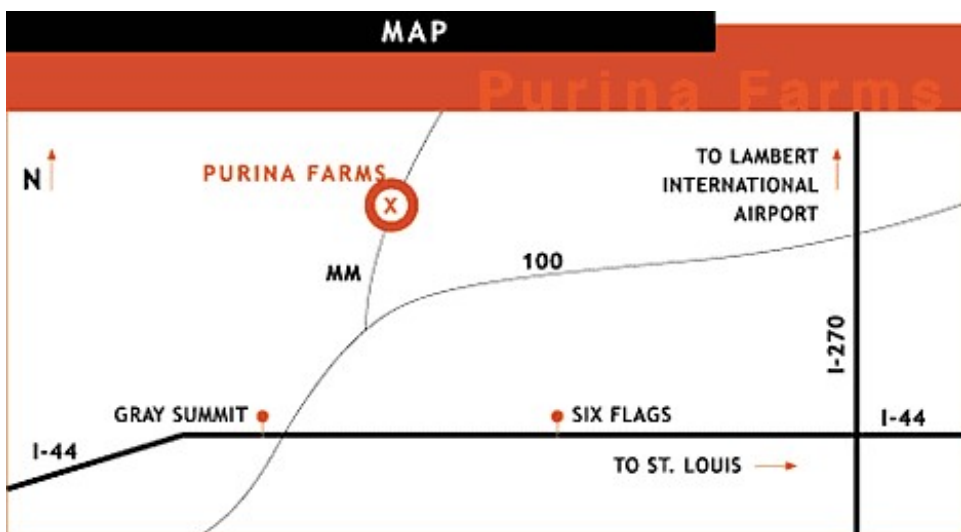 MAP
Purina Farms
N
PURINA FARMS
X
TO LAMBERT
INTERNATIONAL
AIRPORT
MM
100
I-270
GRAY SUMMIT
SIX FLAGS
I-44
I-44
TO ST. LOUIS